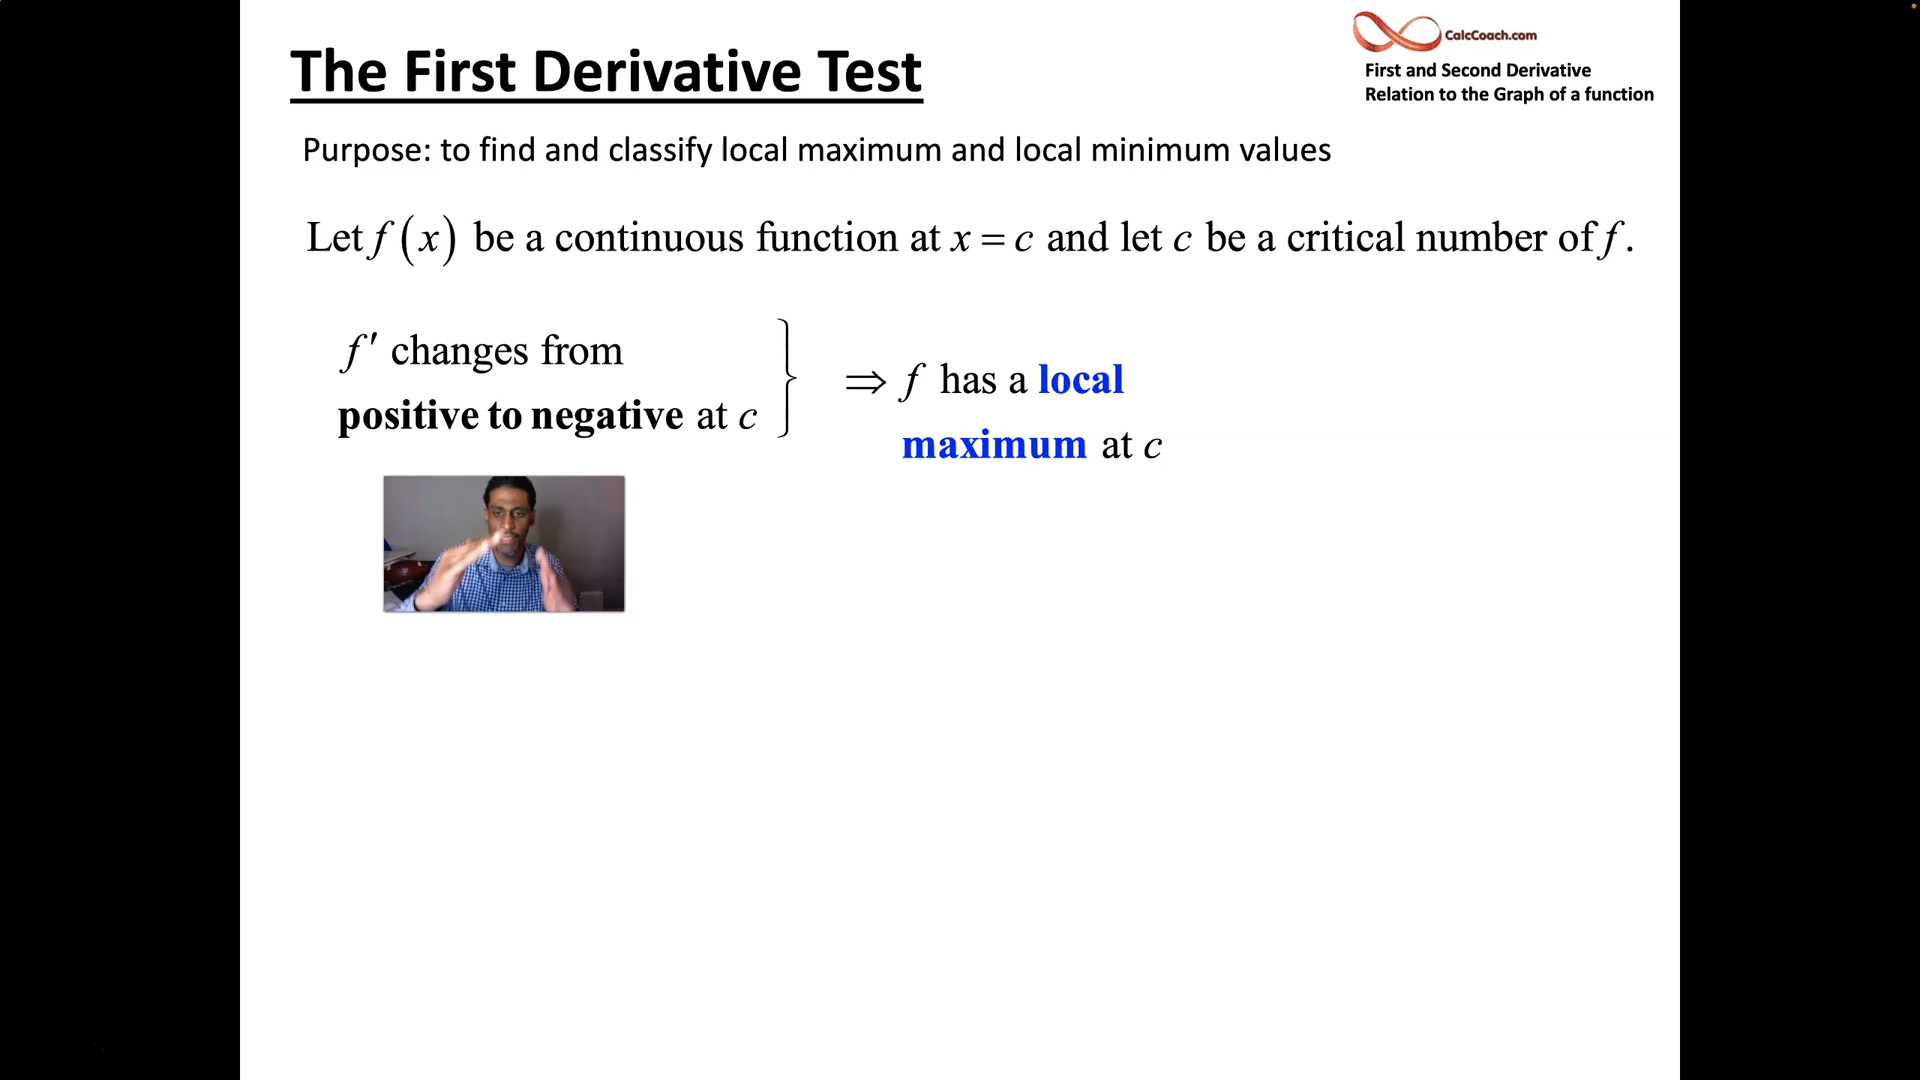 The First Derivative Test
CalcCoach.com
First and Second Derivative
Relation to the Graph of a function
Purpose: to find and classify local maximum and local minimum values
Let f(x) be a continuous function at x = c and let c be a critical number of f.
f′ changes from
positive to negative at c
⇒ f has a local
maximum at c